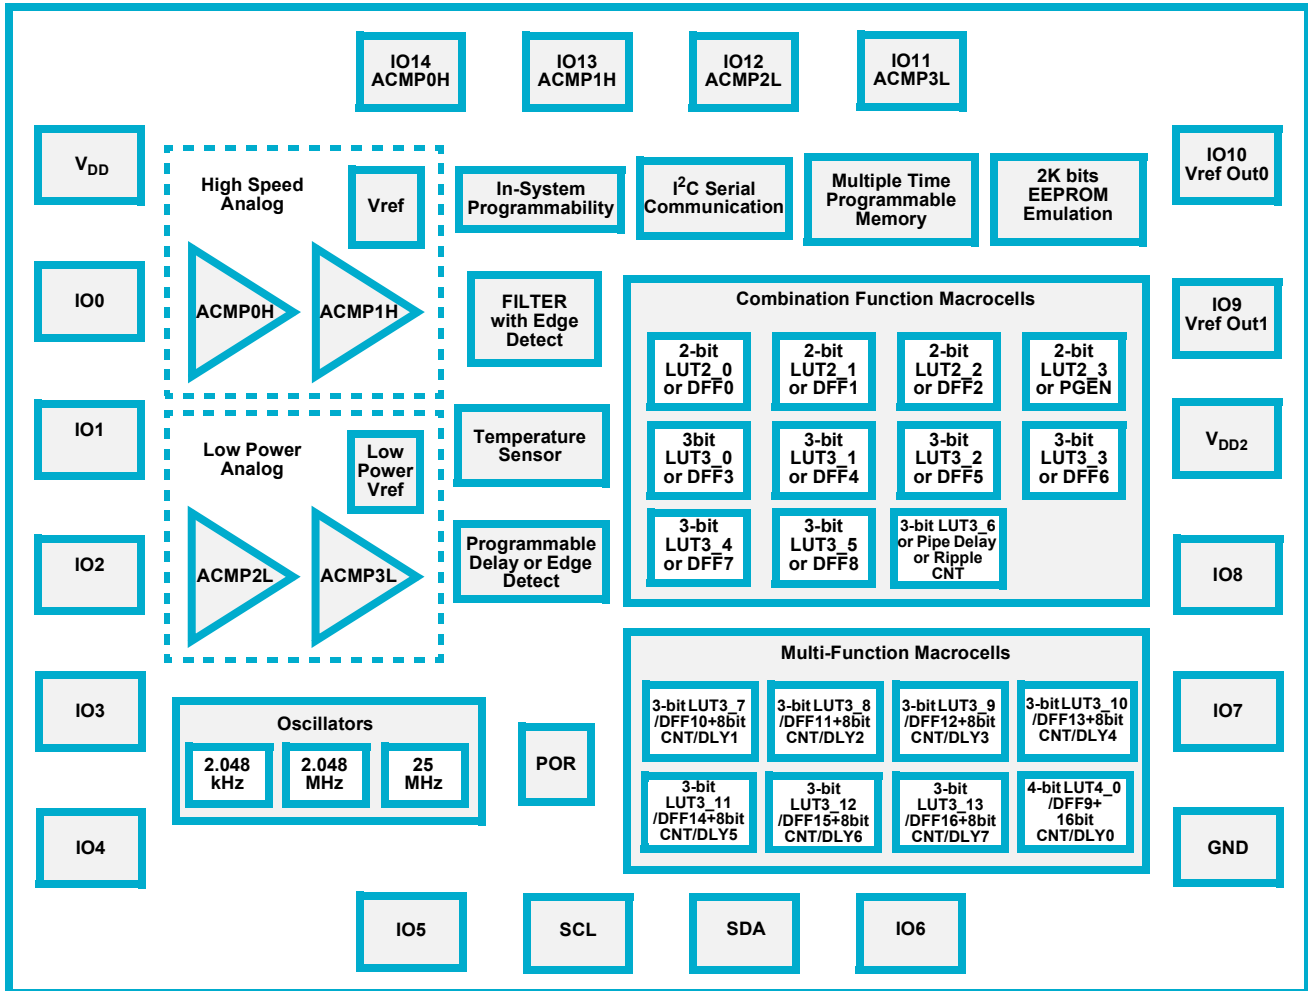 IO14
ACMP0H
IO13
ACMP1H
IO12
ACMP2L
IO11
ACMP3L
VDD
IO0
IO1
IO2
IO3
IO4
High Speed
Analog
Vref
ACMP0H
ACMP1H
Low Power
Analog
Low
Power
Vref
ACMP2L
ACMP3L
In-System
Programmability
I2C Serial
Communication
Multiple Time
Programmable
Memory
2K bits
EEPROM
Emulation
FILTER
with Edge
Detect
Temperature
Sensor
Programmable
Delay or Edge
Detect
Combination Function Macrocells
2-bit
LUT2_0
or DFF0
2-bit
LUT2_1
or DFF1
2-bit
LUT2_2
or DFF2
2-bit
LUT2_3
or PGEN
3bit
LUT3_0
or DFF3
3-bit
LUT3_1
or DFF4
3-bit
LUT3_2
or DFF5
3-bit
LUT3_3
or DFF6
3-bit
LUT3_4
or DFF7
3-bit
LUT3_5
or DFF8
3-bit LUT3_6
or Pipe Delay
or Ripple
CNT
Multi-Function Macrocells
3-bit LUT3_7
/DFF10+8bit
CNT/DLY1
3-bit LUT3_8
/DFF11+8bit
CNT/DLY2
3-bit LUT3_9
/DFF12+8bit
CNT/DLY3
3-bit LUT3_10
/DFF13+8bit
CNT/DLY4
3-bit
LUT3_11
/DFF14+8bit
CNT/DLY5
3-bit
LUT3_12
/DFF15+8bit
CNT/DLY6
3-bit
LUT3_13
/DFF16+8bit
CNT/DLY7
4-bit LUT4_0
/DFF9+
16bit
CNT/DLY0
Oscillators
2.048
kHz
2.048
MHz
25
MHz
POR
IO10
Vref Out0
IO9
Vref Out1
VDD2
IO8
IO7
GND
IO5
SCL
SDA
IO6